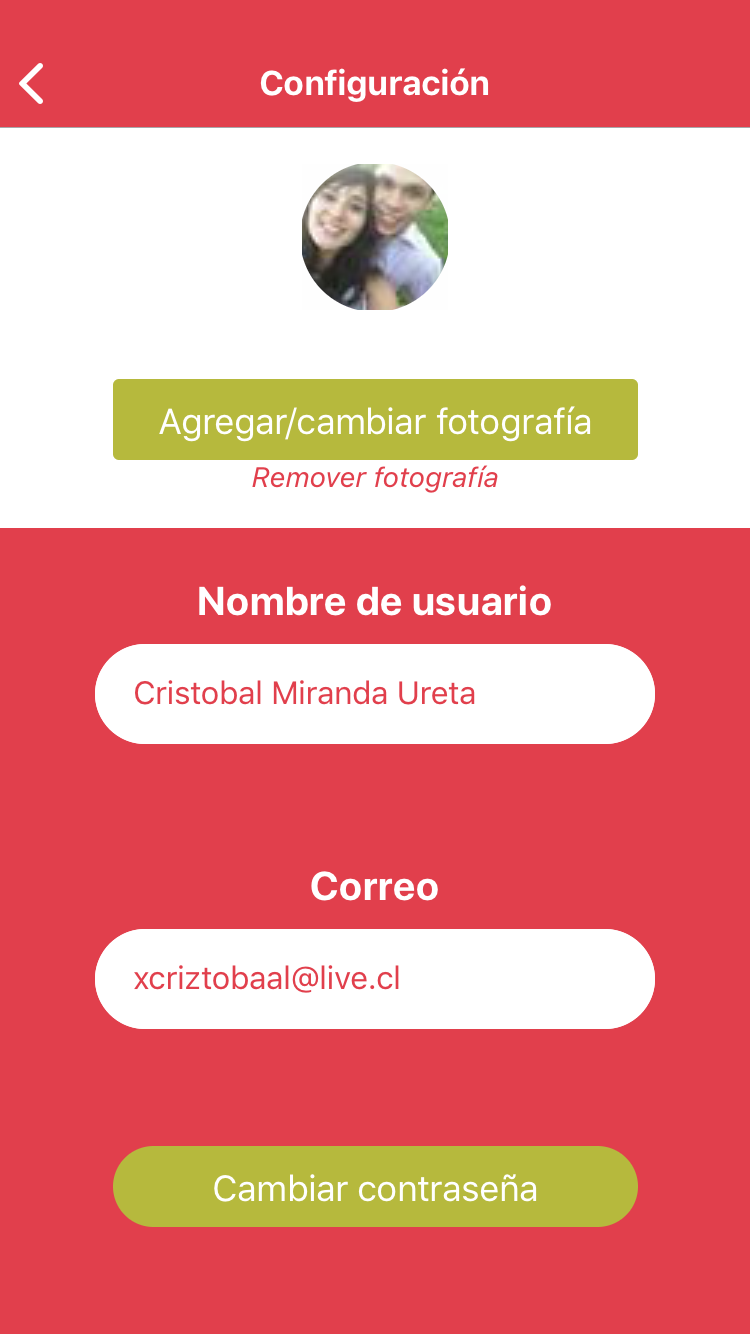 Configuración
Agregar/cambiar fotografía
Remover fotografía
Nombre de usuario
Cristobal Miranda Ureta
Correo
xcriztobaal@live.cl
Cambiar contraseña